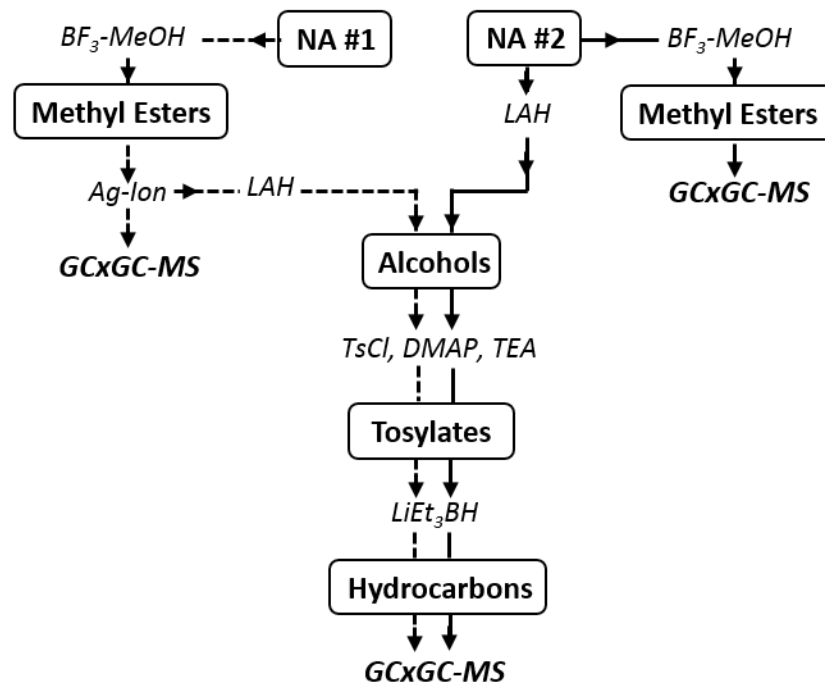 BF₃-MeOH
NA #1
NA #2
BF₃-MeOH
Methyl Esters
LAH
Methyl Esters
Ag-Ion
LAH
GCxGC-MS
GCxGC-MS
Alcohols
TsCl, DMAP, TEA
Tosylates
LiEt₃BH
Hydrocarbons
GCxGC-MS